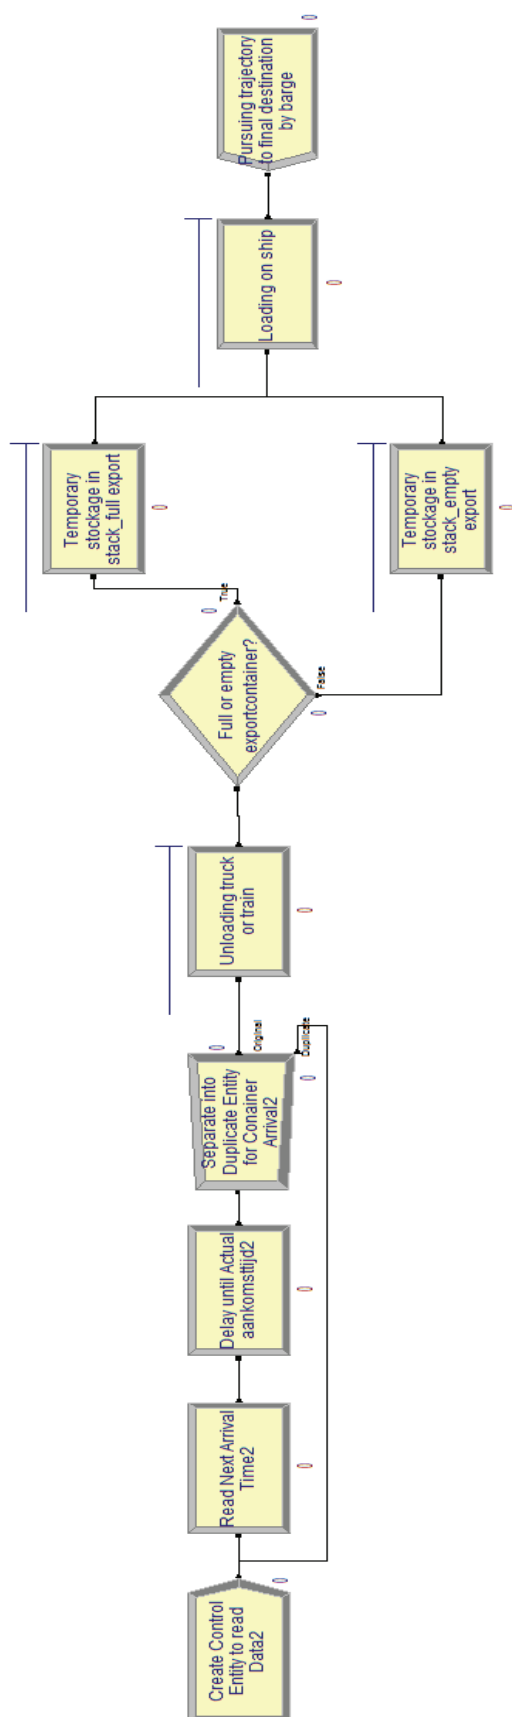 Pursuing trajectory
to final destination
by barge
0
Loading on ship
0
Temporary
stockage in
stack_full export
0
Temporary
stockage in
stack_empty
export
0
0
True
Full or empty
exportcontainer?
False
0
Unloading truck
or train
0
0
Original
Separate into
Duplicate Entity
for Conainer
Arrival2
Duplicate
0
Delay until Actual
aankomsttijd2
0
Read Next Arrival
Time2
0
Create Control
Entity to read
Data2
0